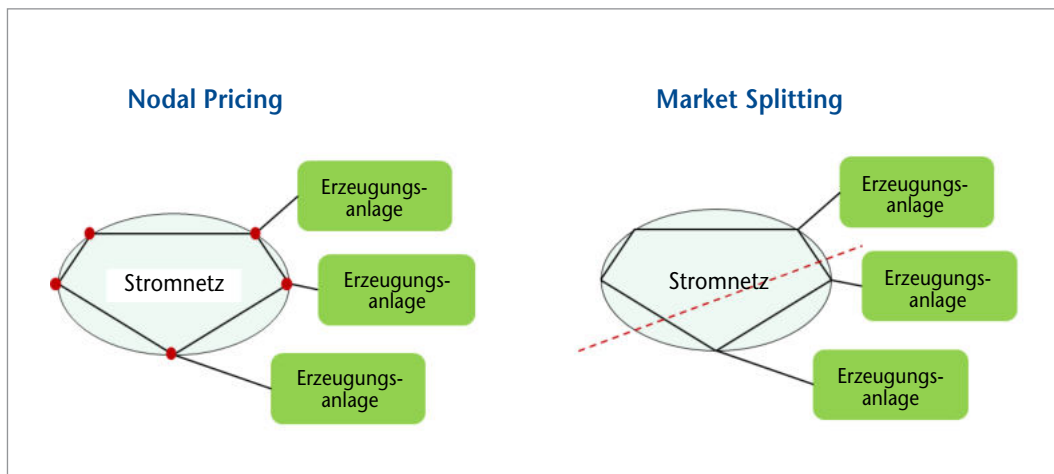 Nodal Pricing
Erzeugungs-
anlage
Stromnetz
Erzeugungs-
anlage
Erzeugungs-
anlage
Market Splitting
Erzeugungs-
anlage
Stromnetz
Erzeugungs-
anlage
Erzeugungs-
anlage